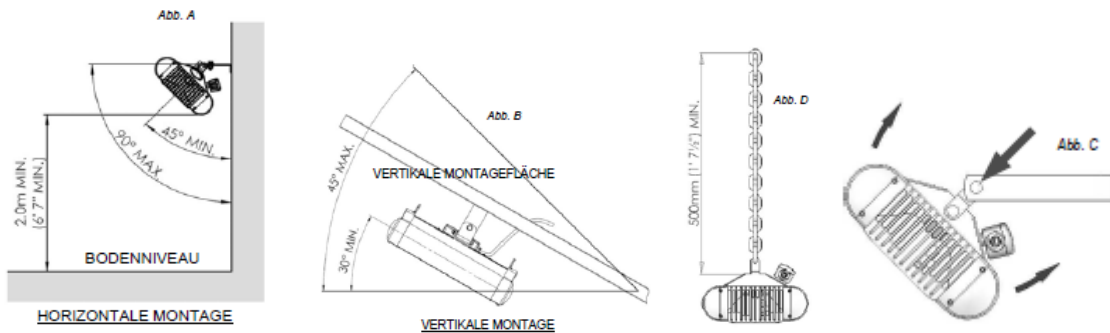 Abb. A
45° MIN.
90° MAX
2.0m MIN.
(6' 7" MIN.)
BODENNIVEAU
HORIZONTALE MONTAGE
Abb. B
45° MAX.
VERTIKALE MONTAGEFLÄCHE
30° MIN.
VERTIKALE MONTAGE
Abb. D
500mm (1' 7½") MIN.
Abb. C